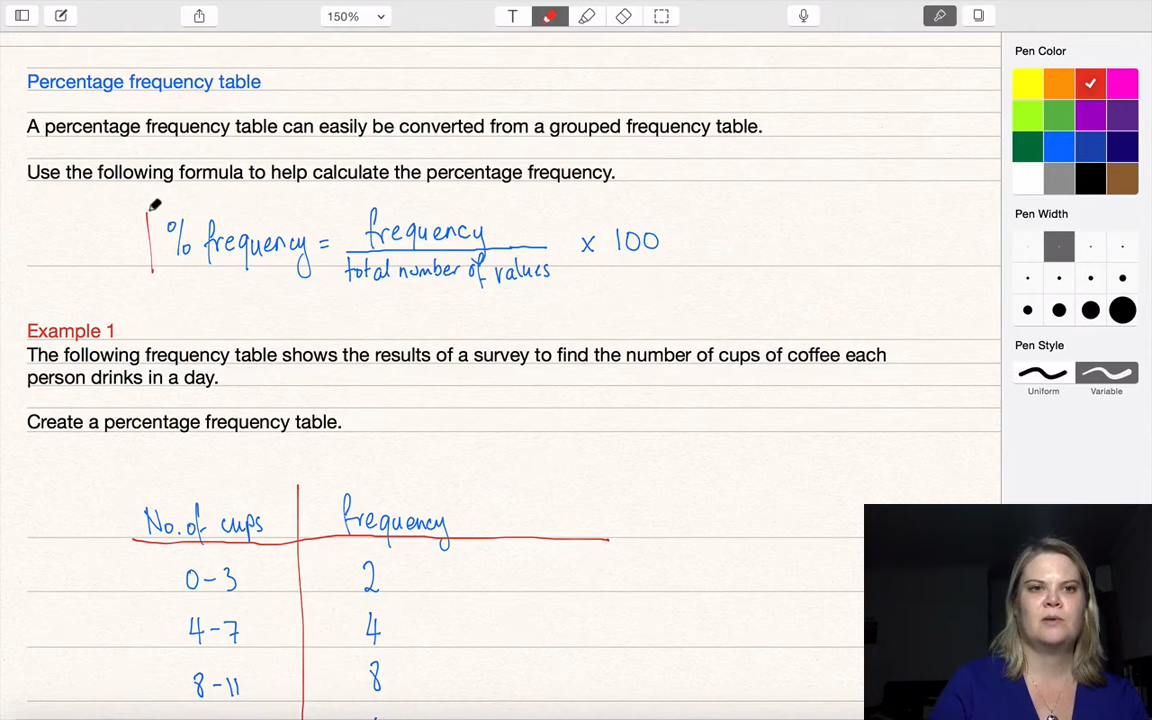 150%
T
Pen Color
Percentage frequency table
A percentage frequency table can easily be converted from a grouped frequency table.
Use the following formula to help calculate the percentage frequency.
% frequency = frequency / total number of values x 100
Pen Width
Example 1
The following frequency table shows the results of a survey to find the number of cups of coffee each
person drinks in a day.
Create a percentage frequency table.
Pen Style
Uniform Variable
No. of cups frequency
0-3 2
4-7 4
8-11 8